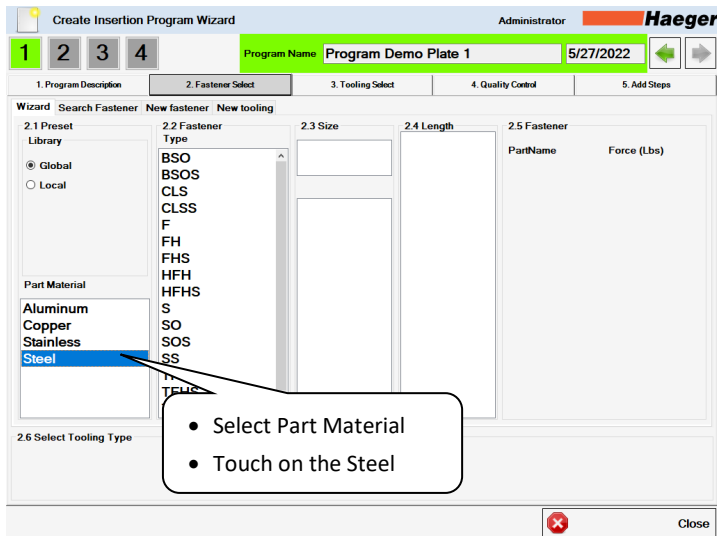 Create Insertion Program Wizard
Administrator
Haeger
1 2 3 4
Program Name Program Demo Plate 1 5/27/2022
1. Program Description 2. Fastener Select 3. Tooling Select 4. Quality Control 5. Add Steps
Wizard Search Fastener New fastener New tooling
2.1 Preset
Library
Global
Local
Part Material
Aluminum
Copper
Stainless
Steel
2.2 Fastener
Type
BSO
BSOS
CLS
CLSS
F
FH
FHS
HFH
HFHS
S
SO
SOS
SS
2.3 Size
2.4 Length
2.5 Fastener
PartName Force (Lbs)
• Select Part Material
• Touch on the Steel
2.6 Select Tooling Type
Close